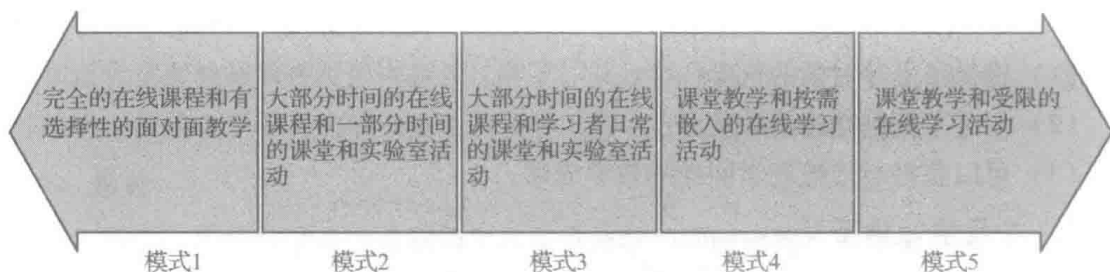 完全的在线课程和有
选择性的面对面教学
大部分时间的在线
课程和一部分时间
的课堂和实验室活
动
大部分时间的在线
课程和学习者日常
的课堂和实验室活
动
课堂教学和按需
嵌入的在线学习
活动
课堂教学和受限的
在线学习活动
模式1
模式2
模式3
模式4
模式5